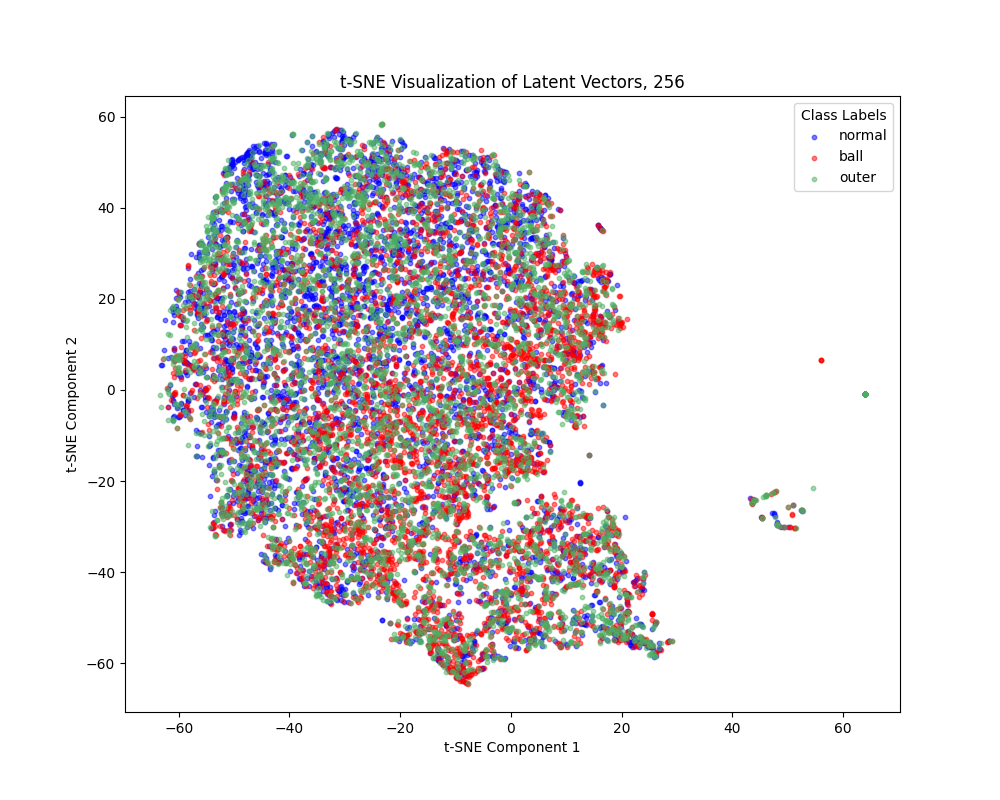 t-SNE Visualization of Latent Vectors, 256
Class Labels
normal
ball
outer
60
40
20
0
−20
−40
−60
t-SNE Component 2
−60
−40
−20
0
20
40
60
t-SNE Component 1